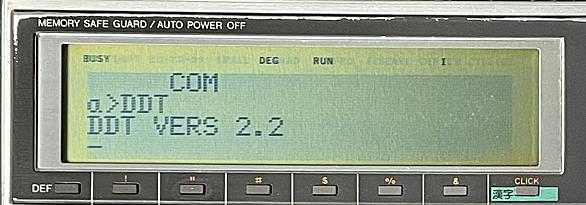 MEMORY SAFE GUARD / AUTO POWER OFF
BUSY DEG RUN I
COM
a>DDT
DDT VERS 2.2
_
DEF ! " # $ % & CLICK
漢字